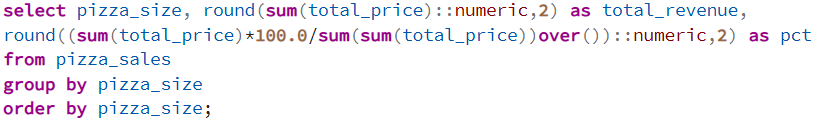 select pizza_size, round(sum(total_price)::numeric,2) as total_revenue,
round((sum(total_price)*100.0/sum(sum(total_price))over())::numeric,2) as pct
from pizza_sales
group by pizza_size
order by pizza_size;